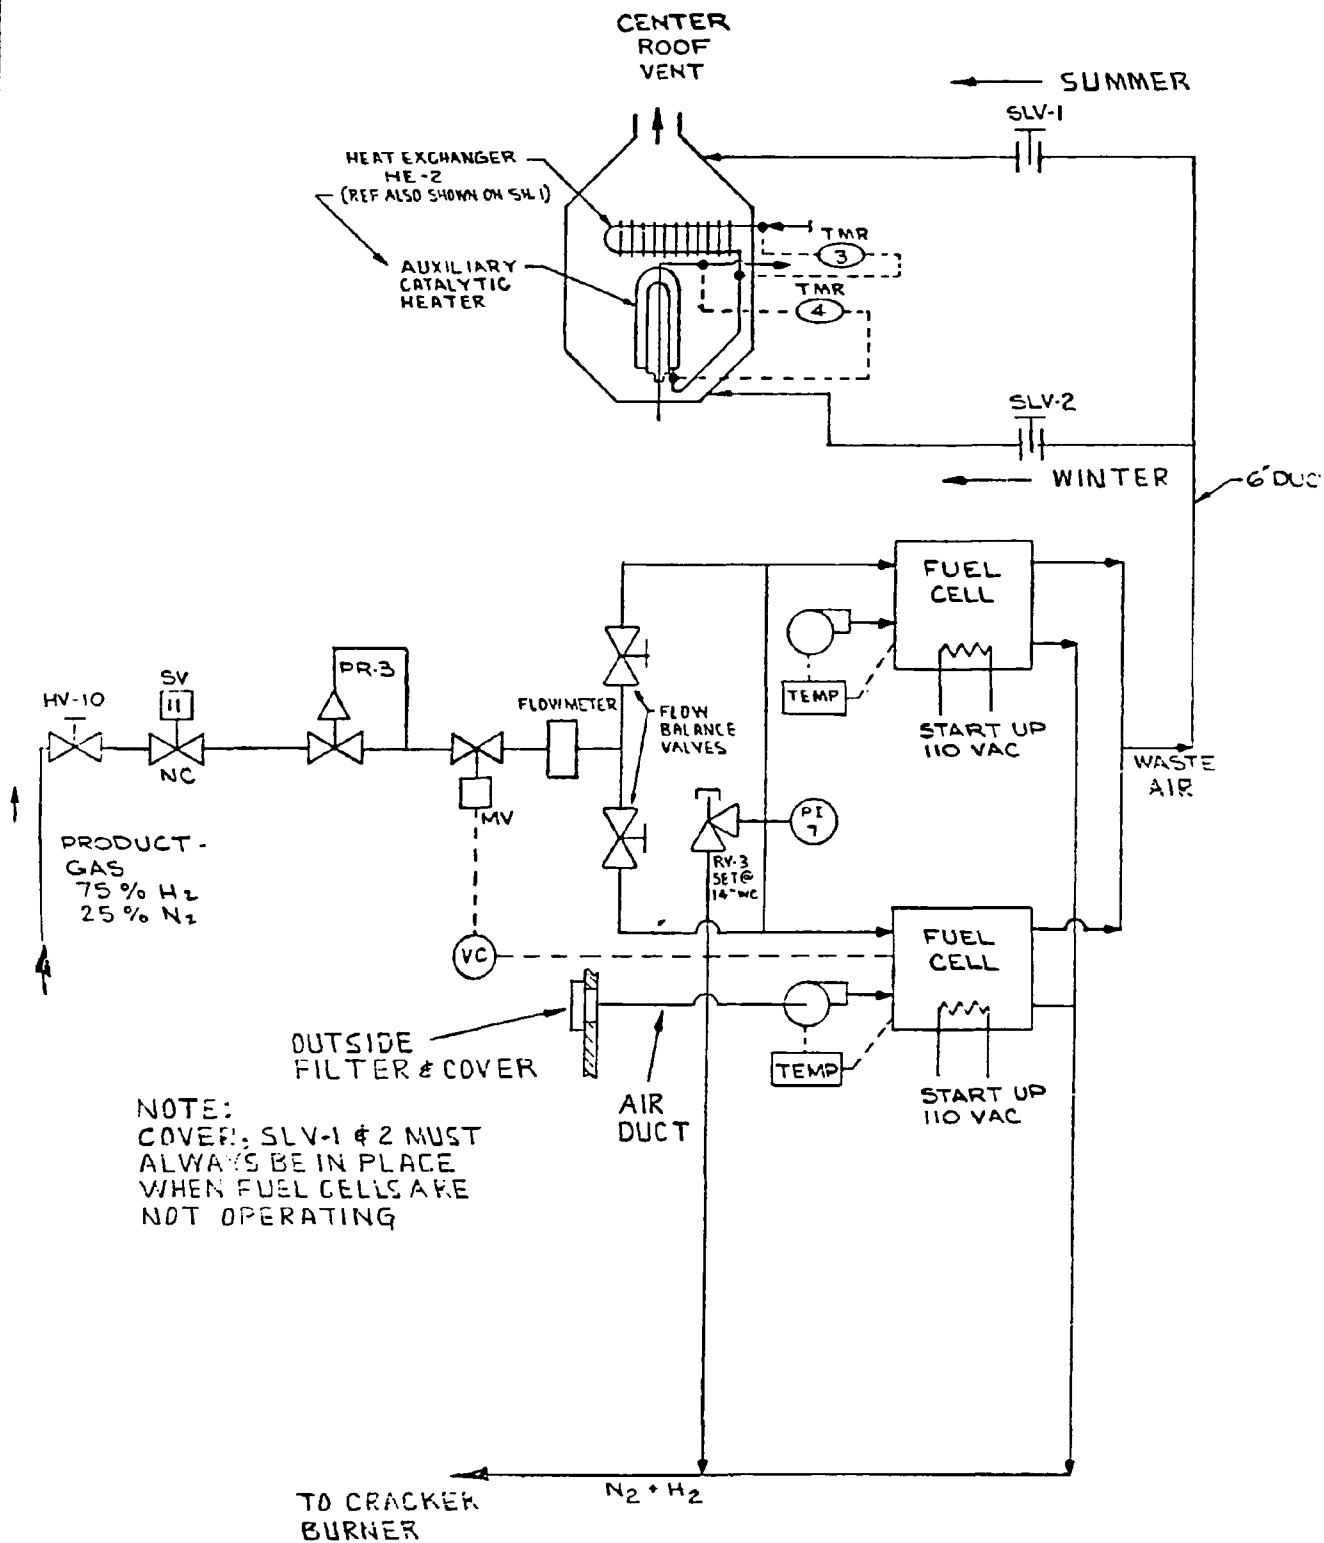 CENTER
ROOF
VENT
SUMMER
SLV-1
HEAT EXCHANGER
HE-2
(REF ALSO SHOWN ON SH. 1)
TMR
3
AUXILIARY
CATALYTIC
HEATER
TMR
4
SLV-2
WINTER
6" DUC
FUEL
CELL
TEMP
START UP
110 VAC
WASTE
AIR
HV-10
SV
11
NC
PR-3
MV
FLOWMETER
FLOW
BALANCE
VALVES
PI
7
RV-3
SET @
14" WC
PRODUCT-
GAS
75% H₂
25% N₂
VC
FUEL
CELL
TEMP
START UP
110 VAC
OUTSIDE
FILTER & COVER
AIR
DUCT
NOTE:
COVER, SLV-1 & 2 MUST
ALWAYS BE IN PLACE
WHEN FUEL CELLS ARE
NOT OPERATING
N₂ + H₂
TO CRACKER
BURNER